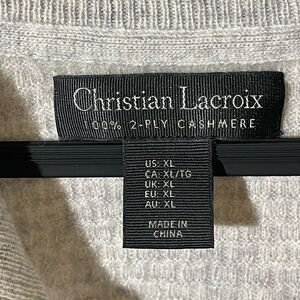 Christian Lacroix
100% 2-PLY CASHMERE
US: XL
CA: XL/TG
UK: XL
EU: XL
AU: XL
MADE IN
CHINA